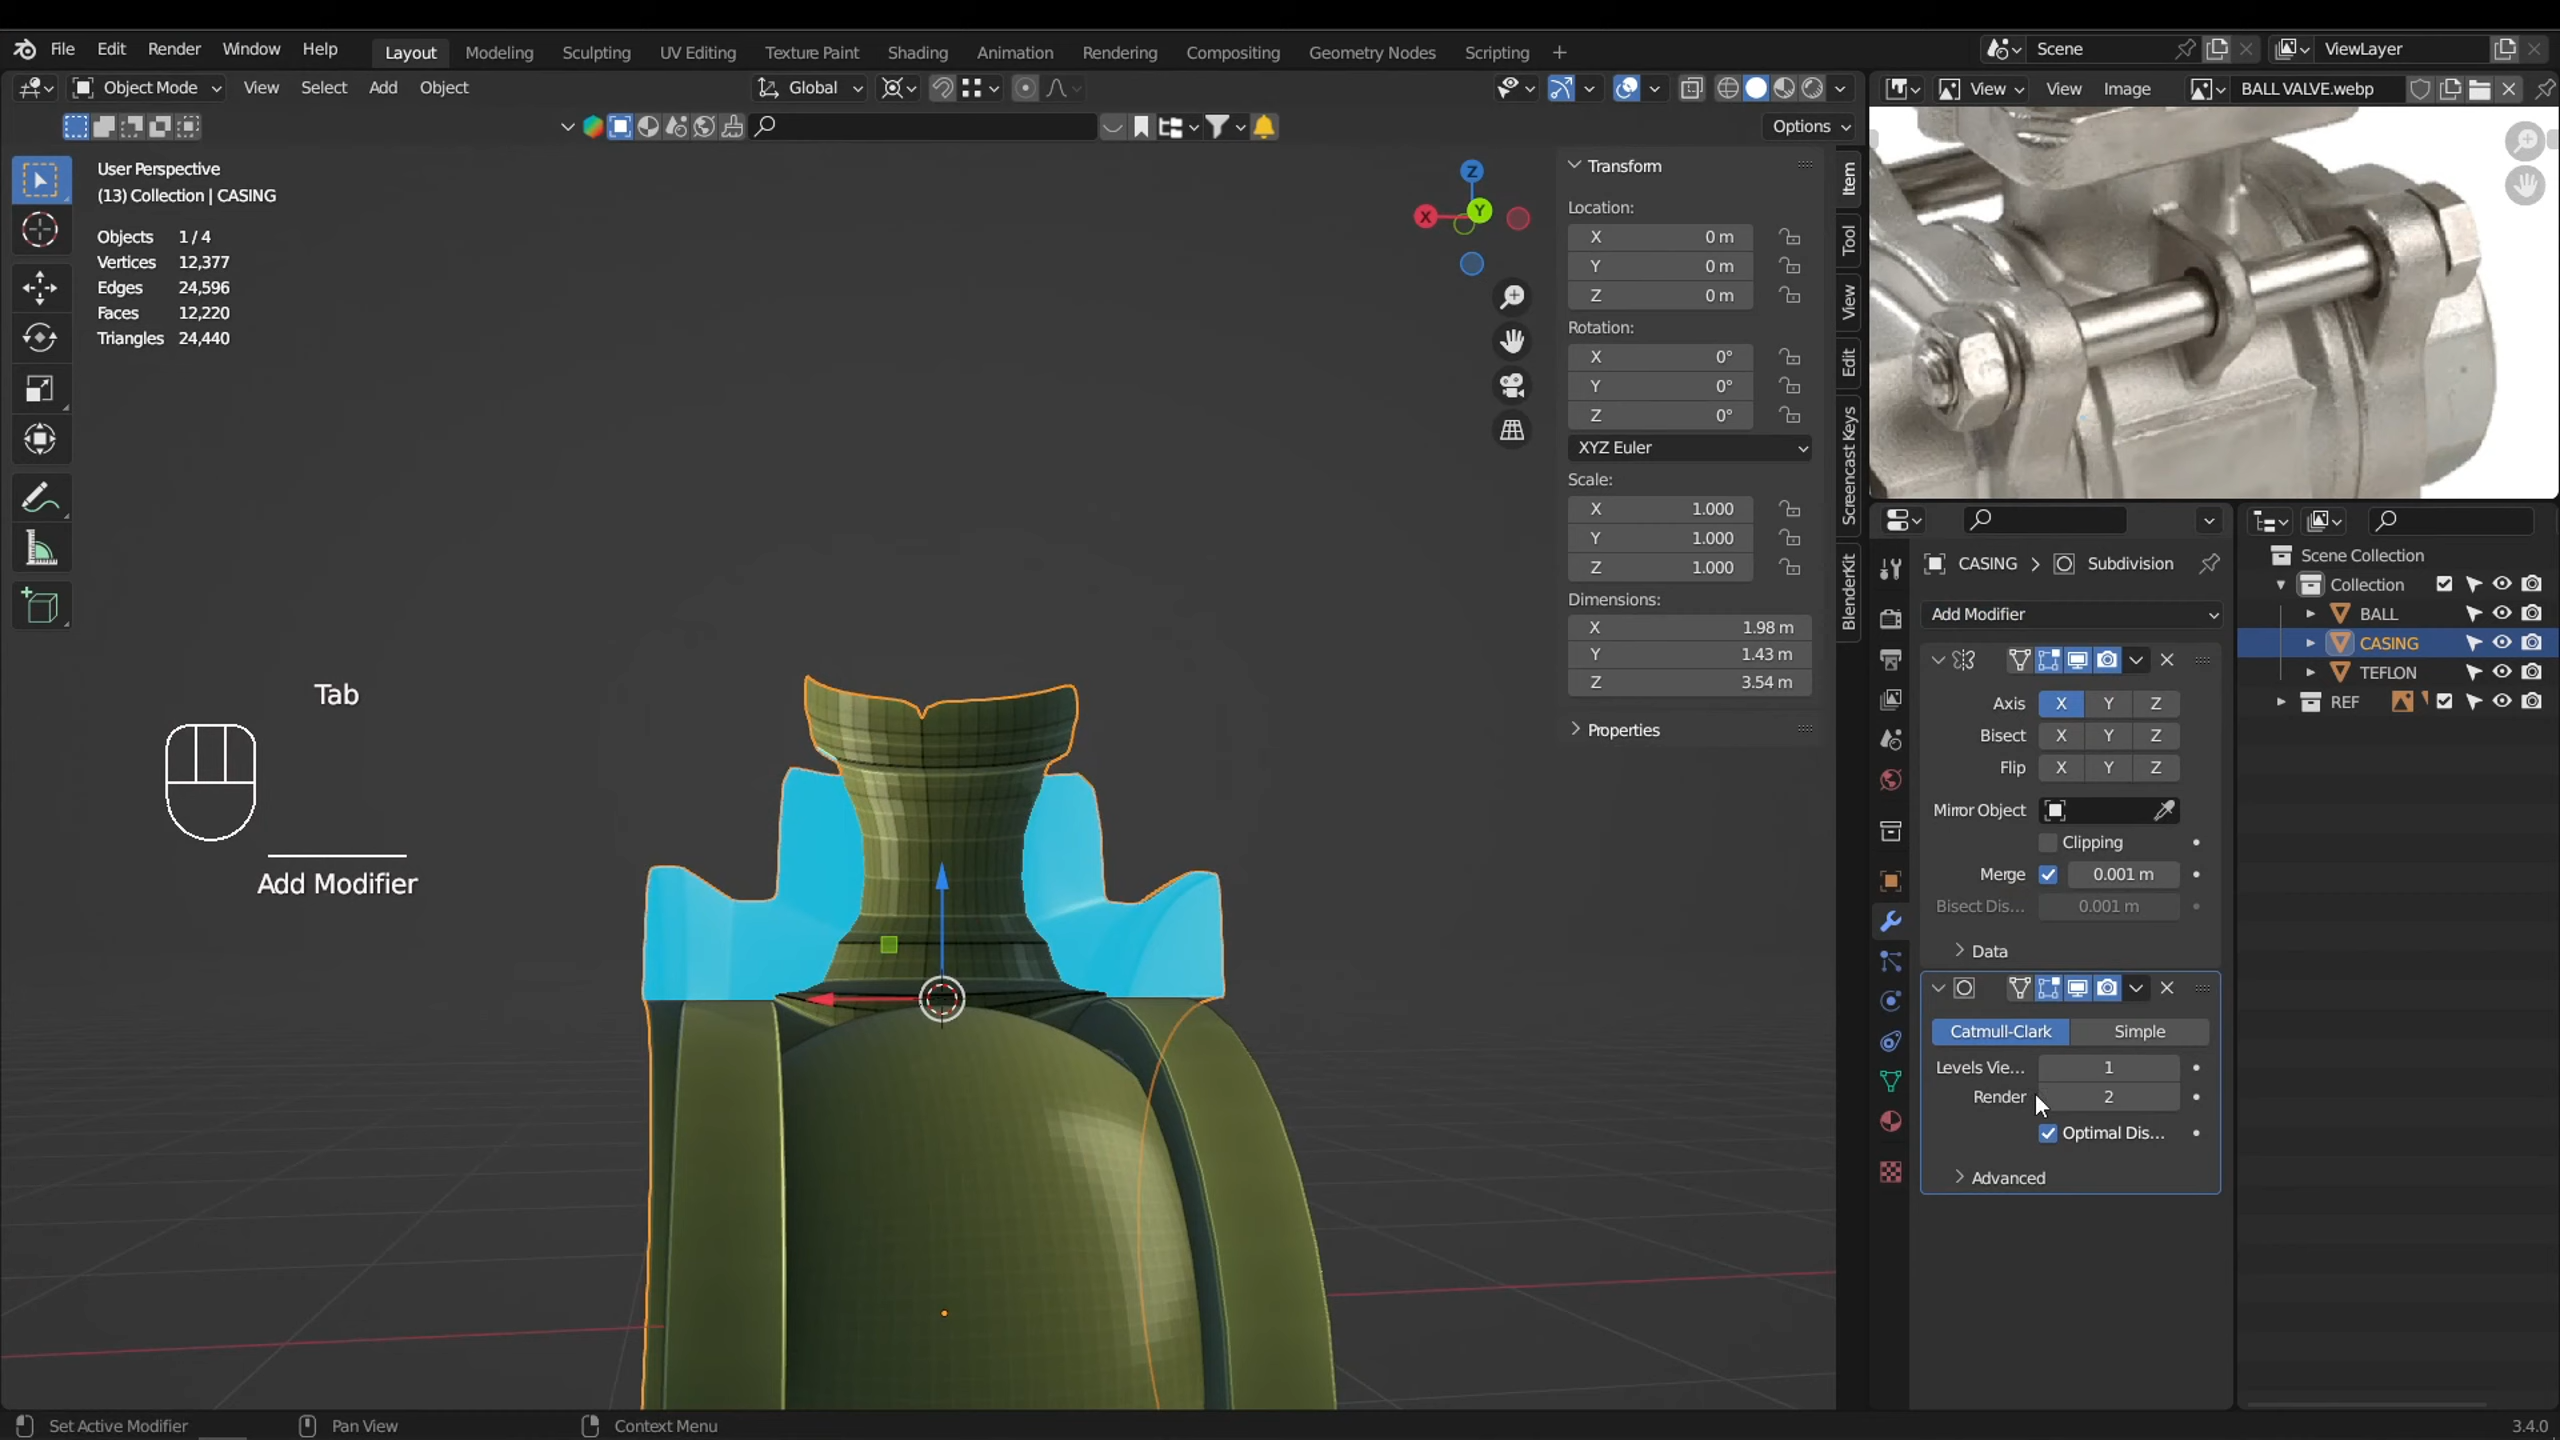 File Edit Render Window Help Layout Modeling Sculpting UV Editing Texture Paint Shading Animation Rendering Compositing Geometry Nodes Scripting Scene ViewLayer
Object Mode View Select Add Object Global View View Image BALL VALVE.webp
Options
User Perspective
(13) Collection | CASING
Objects 1 / 4
Vertices 12,377
Edges 24,596
Faces 12,220
Triangles 24,440
Z
X
Y
Transform
Location:
X 0 m
Y 0 m
Z 0 m
Rotation:
X 0°
Y 0°
Z 0°
XYZ Euler
Scale:
X 1.000
Y 1.000
Z 1.000
Dimensions:
X 1.98 m
Y 1.43 m
Z 3.54 m
Properties
Item
Tool
View
Edit
Screencast Keys
BlenderKit
Tab
Add Modifier
CASING > Subdivision
Add Modifier
Axis X Y Z
Bisect X Y Z
Flip X Y Z
Mirror Object
Clipping
Merge 0.001 m
Bisect Dis... 0.001 m
Data
Catmull-Clark Simple
Levels Vie... 1
Render 2
Optimal Dis...
Advanced
Scene Collection
Collection
BALL
CASING
TEFLON
REF
Set Active Modifier Pan View Context Menu 3.4.0